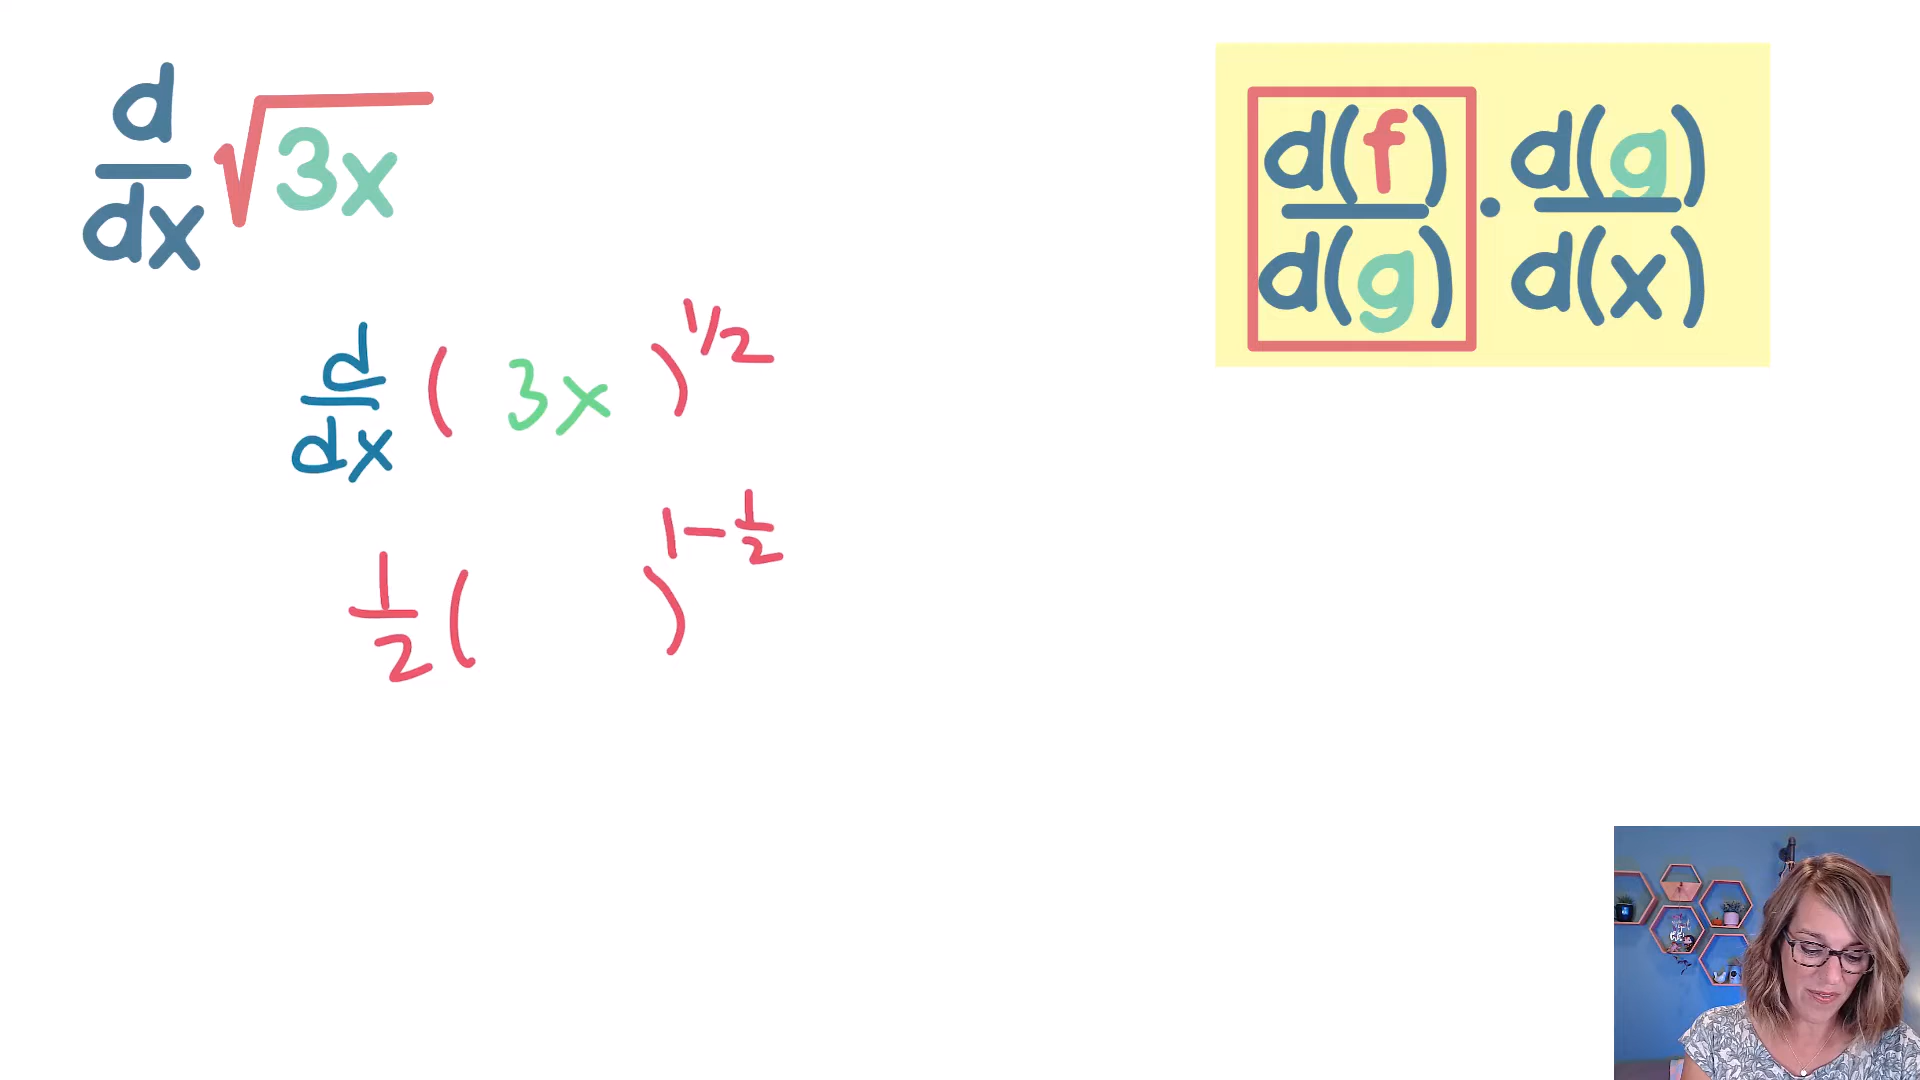 d/dx √3x
d(f)/d(g) · d(g)/d(x)
d/dx ( 3x )^1/2
1/2 ( )^1-1/2